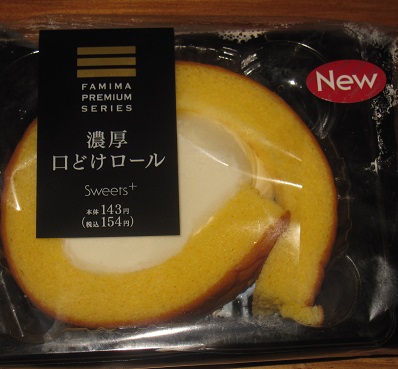 FAMIMA
PREMIUM
SERIES
New
濃厚
口どけロール
Sweets+
本体143円
(税込154円)